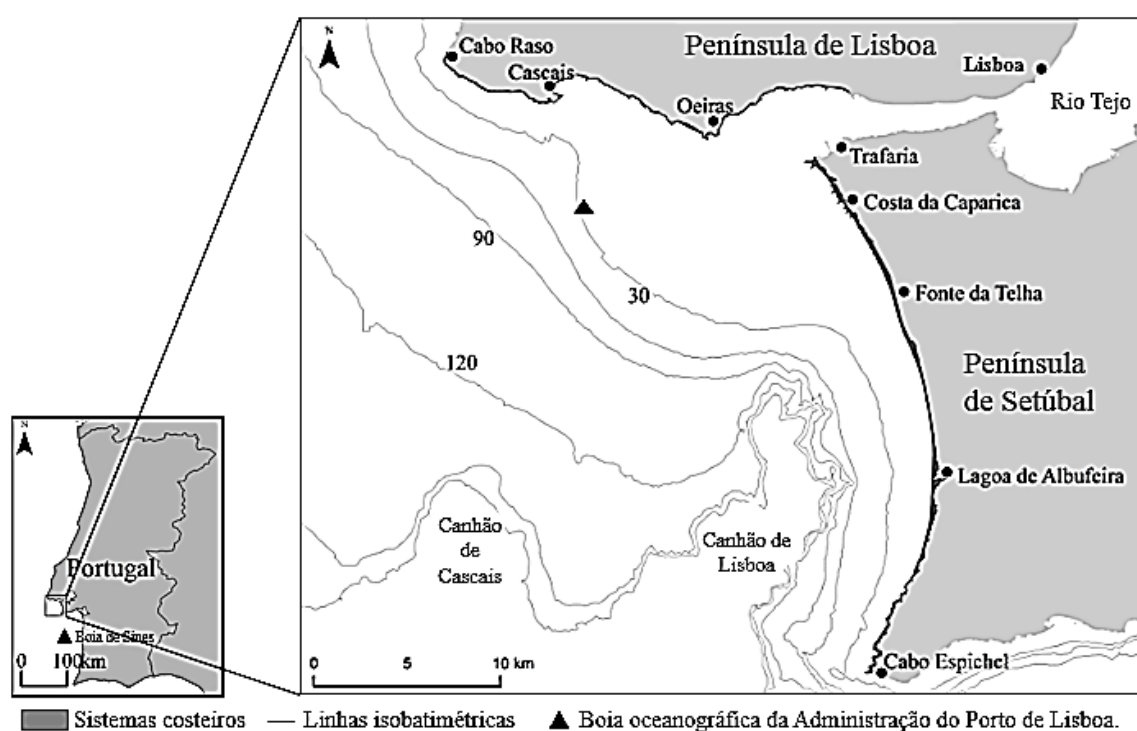 N
Cabo Raso
Península de Lisboa
Lisboa
Cascais
Oeiras
Rio Tejo
Trafaria
Costa da Caparica
90
30
Fonte da Telha
120
Península
de Setúbal
Lagoa de Albufeira
Canhão
de
Cascais
Canhão de
Lisboa
0 5 10 km
Cabo Espichel
N
Portugal
Boia de Sines
0 100km
Sistemas costeiros Linhas isobatimétricas Boia oceanográfica da Administração do Porto de Lisboa.